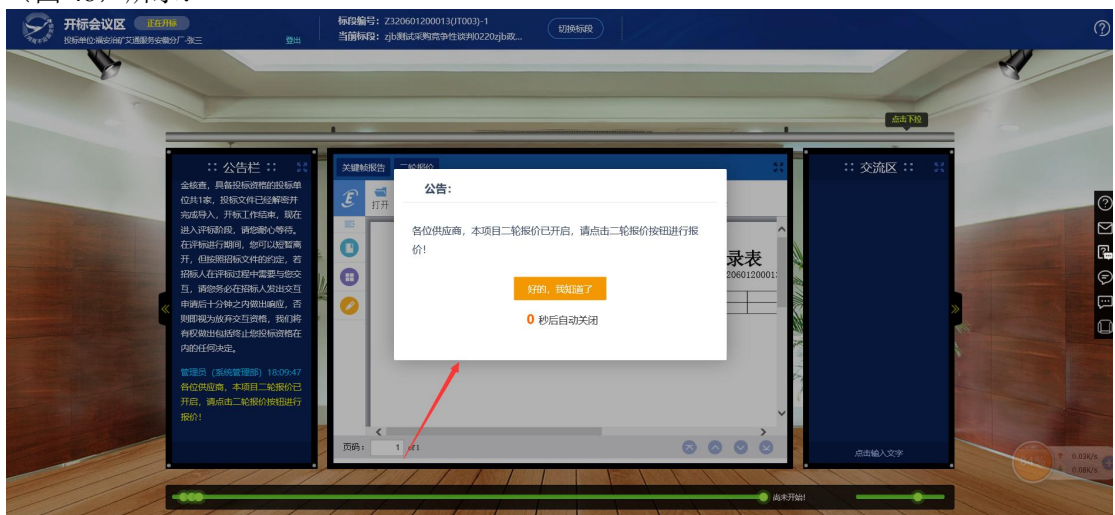 开标会议区 正在开标
投标单位:
登出
标段编号：Z320601200013(JT003)-1
当前标段：zjb测试采购竞争性谈判0220zjb政...
切换标段
点击下拉
:: 公告栏 ::
金核查，具备投标资格的投标单
位共1家，投标文件已经解密并
完成导入，开标工作结束，现在
进入评标阶段，请您耐心等待。
在评标进行期间，您可以短暂离
开，但按照招标文件的约定，若
招标人在评标过程中需要与您交
互，请您务必在招标人发出交互
申请后十分钟之内做出响应，否
则即视为放弃交互资格，我们将
有权做出包括终止您投标资格在
内的任何决定。
管理员 (系统管理部) 18:09:47
各位供应商，本项目二轮报价已
开启，请点击二轮报价按钮进行
报价！
关键帧报告 二轮报价
打开
公告：
各位供应商，本项目二轮报价已开启，请点击二轮报价按钮进行报
价！
好的，我知道了
0 秒后自动关闭
录表
页码： 1 of1
:: 交流区 ::
点击输入文字
尚未开始!
0.03K/s
0.08K/s